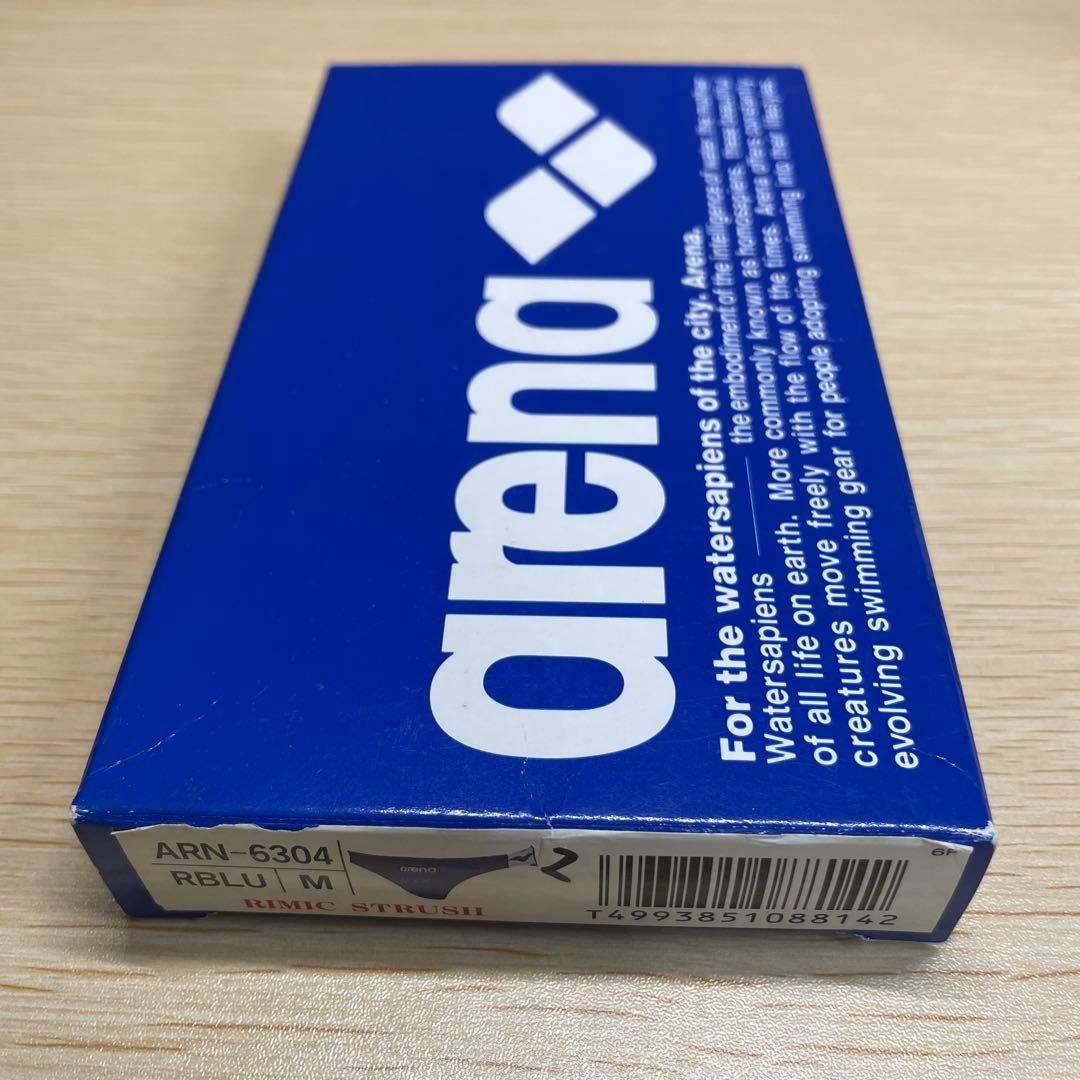 arena
For the watersapiens of the city. Arena.
Watersapiens —— the embodiment of the intelligence of water the mother
of all life on earth. More commonly known as homosapiens, these beautiful
creatures move freely with the flow of the times. Arena offers constantly
evolving swimming gear for people adopting swimming into their lifestyles.
ARN-6304
RBLU M
arena
RIMIC STRUSH
2
T4993851088142